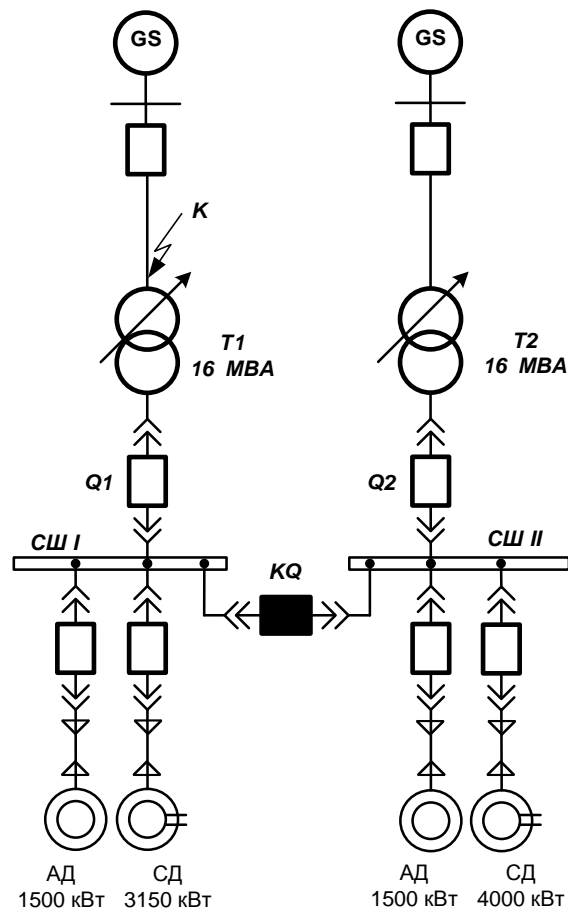 GS
GS
K
T1
16 МВА
T2
16 МВА
Q1
Q2
СШ I
СШ II
KQ
АД
1500 кВт
СД
3150 кВт
АД
1500 кВт
СД
4000 кВт